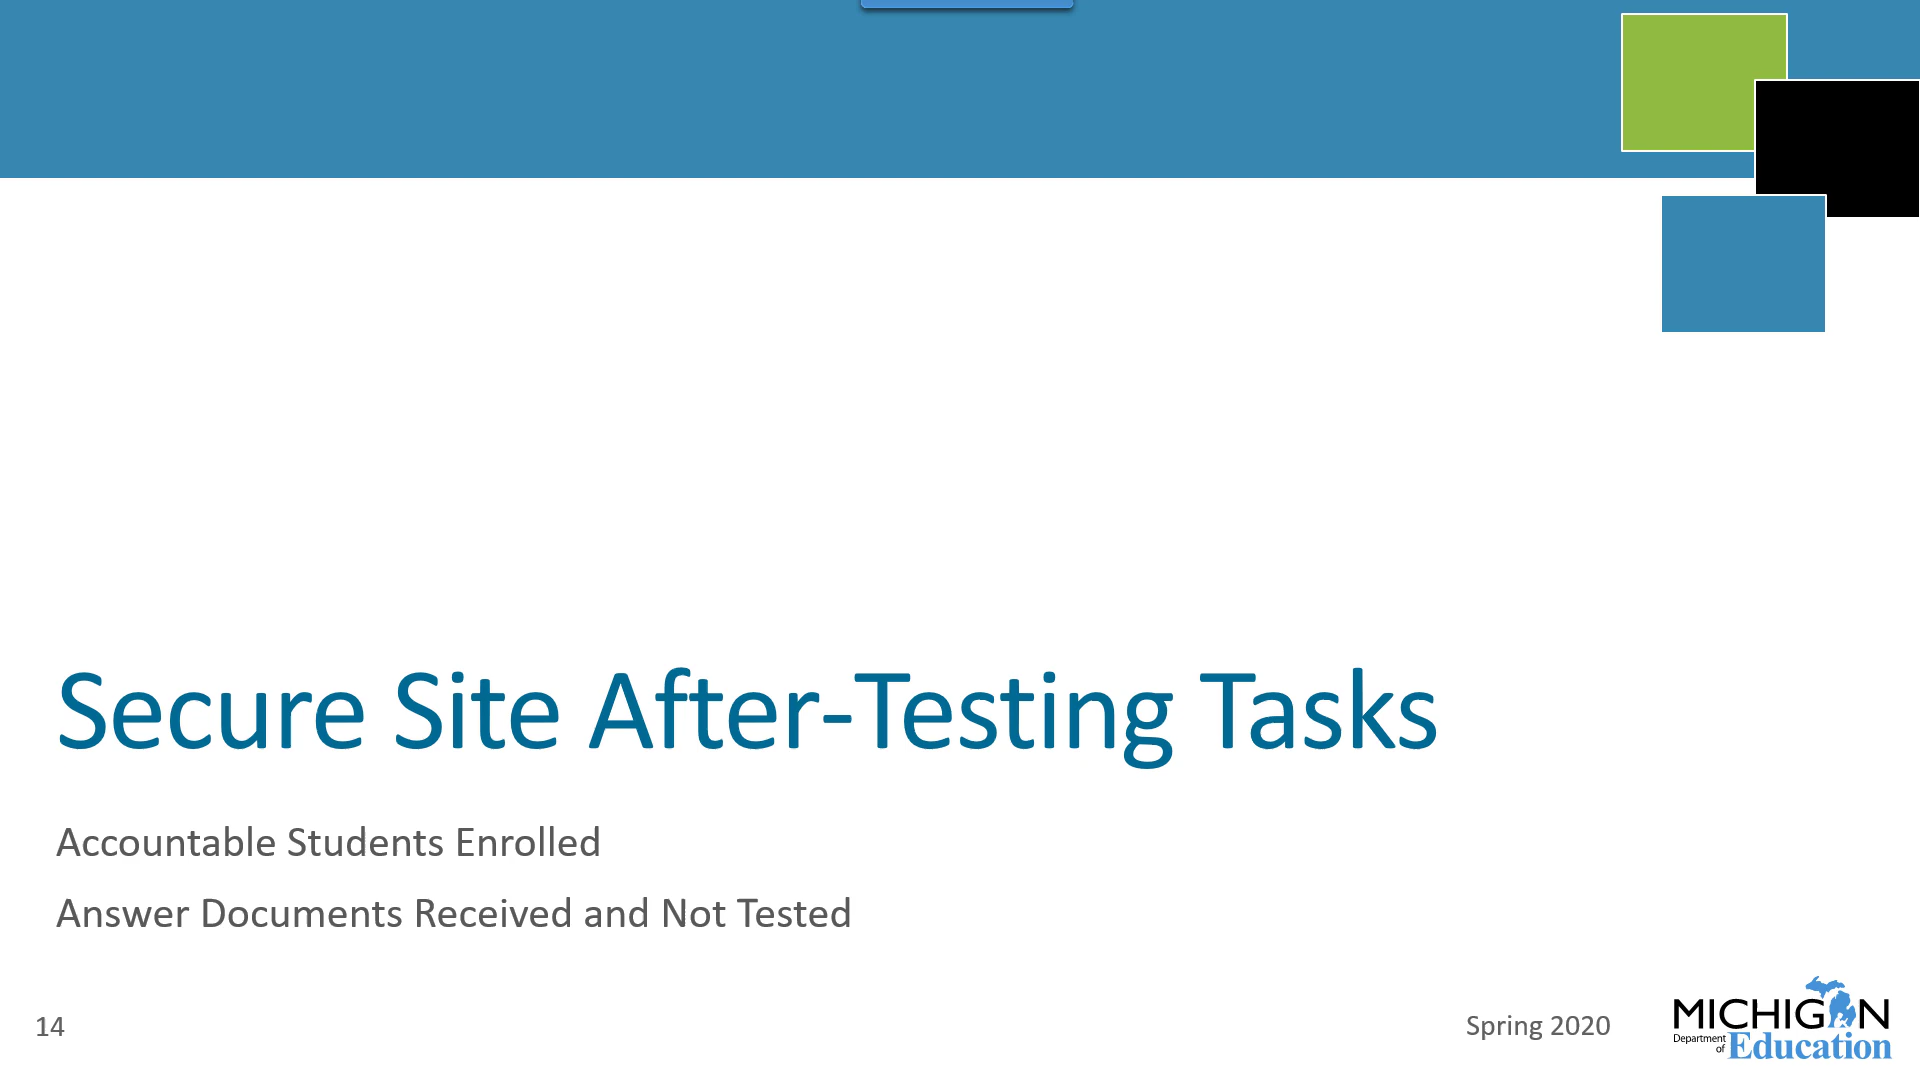 Secure Site After-Testing Tasks
Accountable Students Enrolled
Answer Documents Received and Not Tested
14
Spring 2020
MICHIGAN
Department
of Education